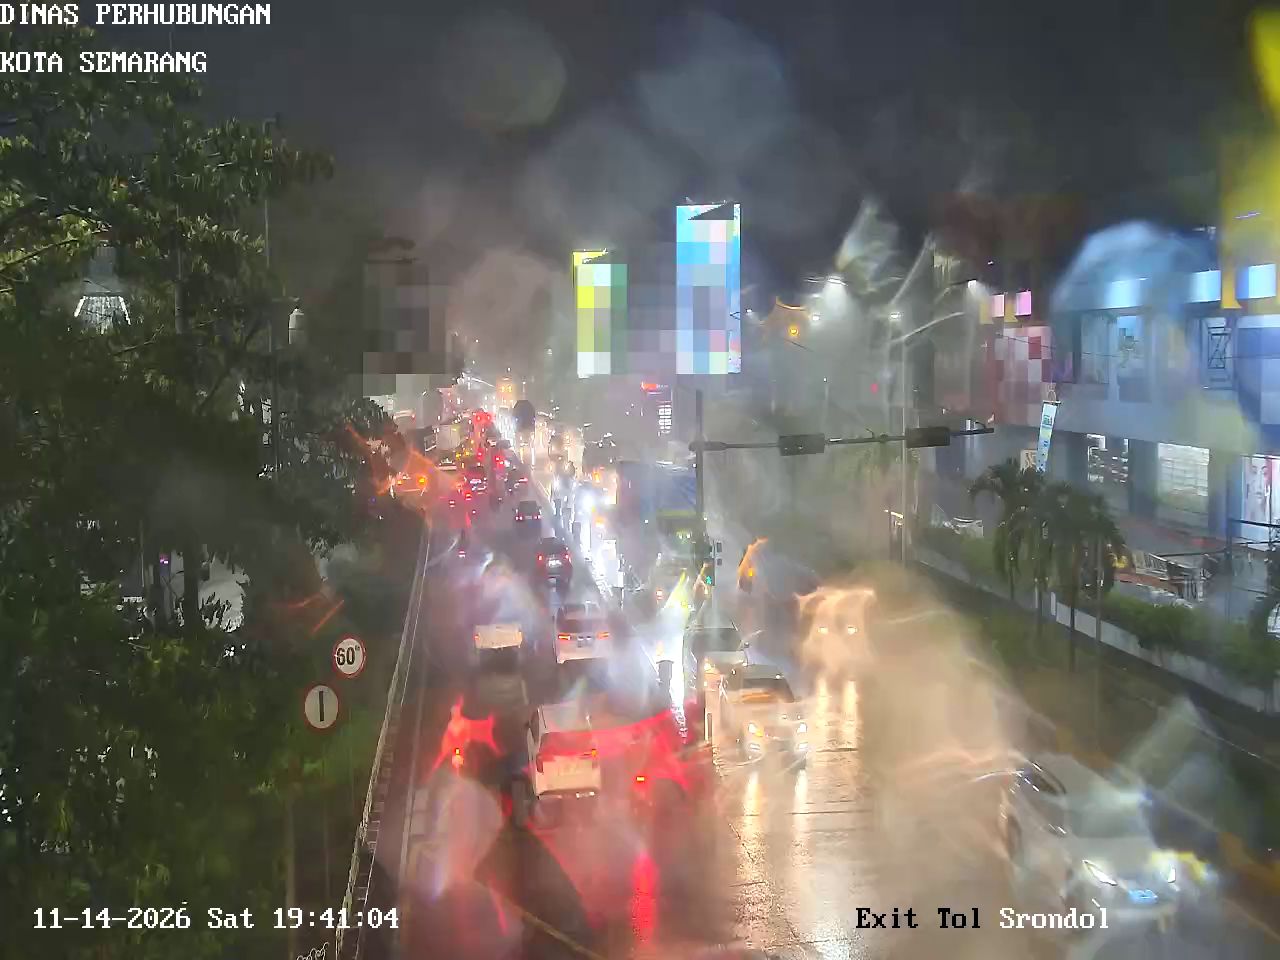 DINAS PERHUBUNGAN
KOTA SEMARANG
60
11-14-2026 Sat 19:41:04
Exit Tol Srondol